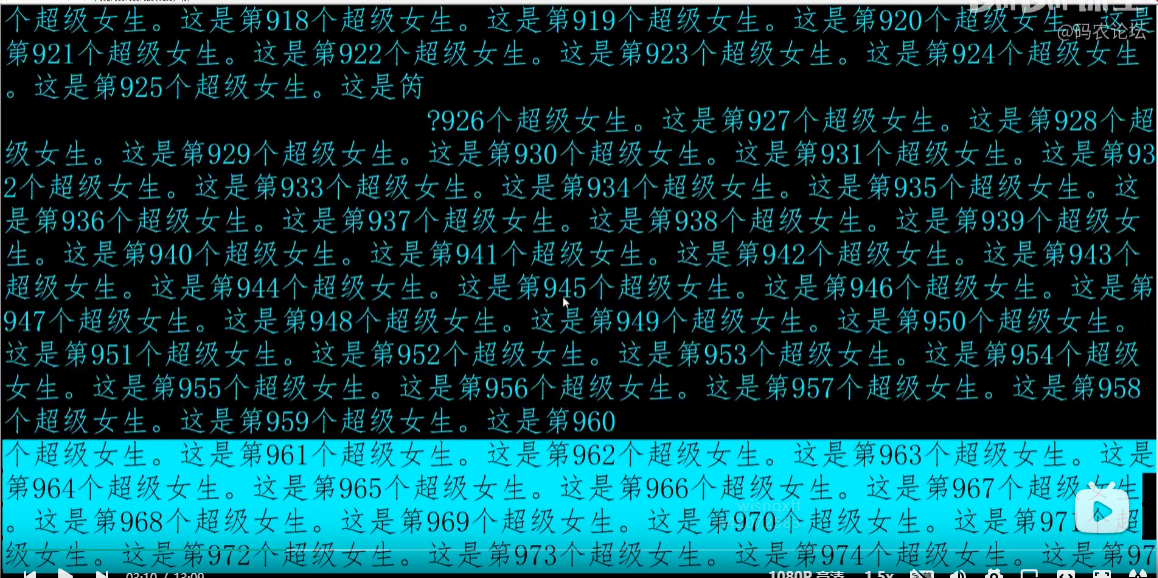 个超级女生。这是第918个超级女生。这是第919个超级女生。这是第920个超级女生。这是
@码农论坛
第921个超级女生。这是第922个超级女生。这是第923个超级女生。这是第924个超级女生
。这是第925个超级女生。这是笍
?926个超级女生。这是第927个超级女生。这是第928个超
级女生。这是第929个超级女生。这是第930个超级女生。这是第931个超级女生。这是第93
2个超级女生。这是第933个超级女生。这是第934个超级女生。这是第935个超级女生。这
是第936个超级女生。这是第937个超级女生。这是第938个超级女生。这是第939个超级女
生。这是第940个超级女生。这是第941个超级女生。这是第942个超级女生。这是第943个
超级女生。这是第944个超级女生。这是第945个超级女生。这是第946个超级女生。这是第
947个超级女生。这是第948个超级女生。这是第949个超级女生。这是第950个超级女生。
这是第951个超级女生。这是第952个超级女生。这是第953个超级女生。这是第954个超级
女生。这是第955个超级女生。这是第956个超级女生。这是第957个超级女生。这是第958
个超级女生。这是第959个超级女生。这是第960
个超级女生。这是第961个超级女生。这是第962个超级女生。这是第963个超级女生。这是
第964个超级女生。这是第965个超级女生。这是第966个超级女生。这是第967个超级女生
。这是第968个超级女生。这是第969个超级女生。这是第970个超级女生。这是第971个超
级女生。这是第972个超级女生。这是第973个超级女生。这是第974个超级女生。这是第97
03:10 / 13:09 1080P 高清 1.5x